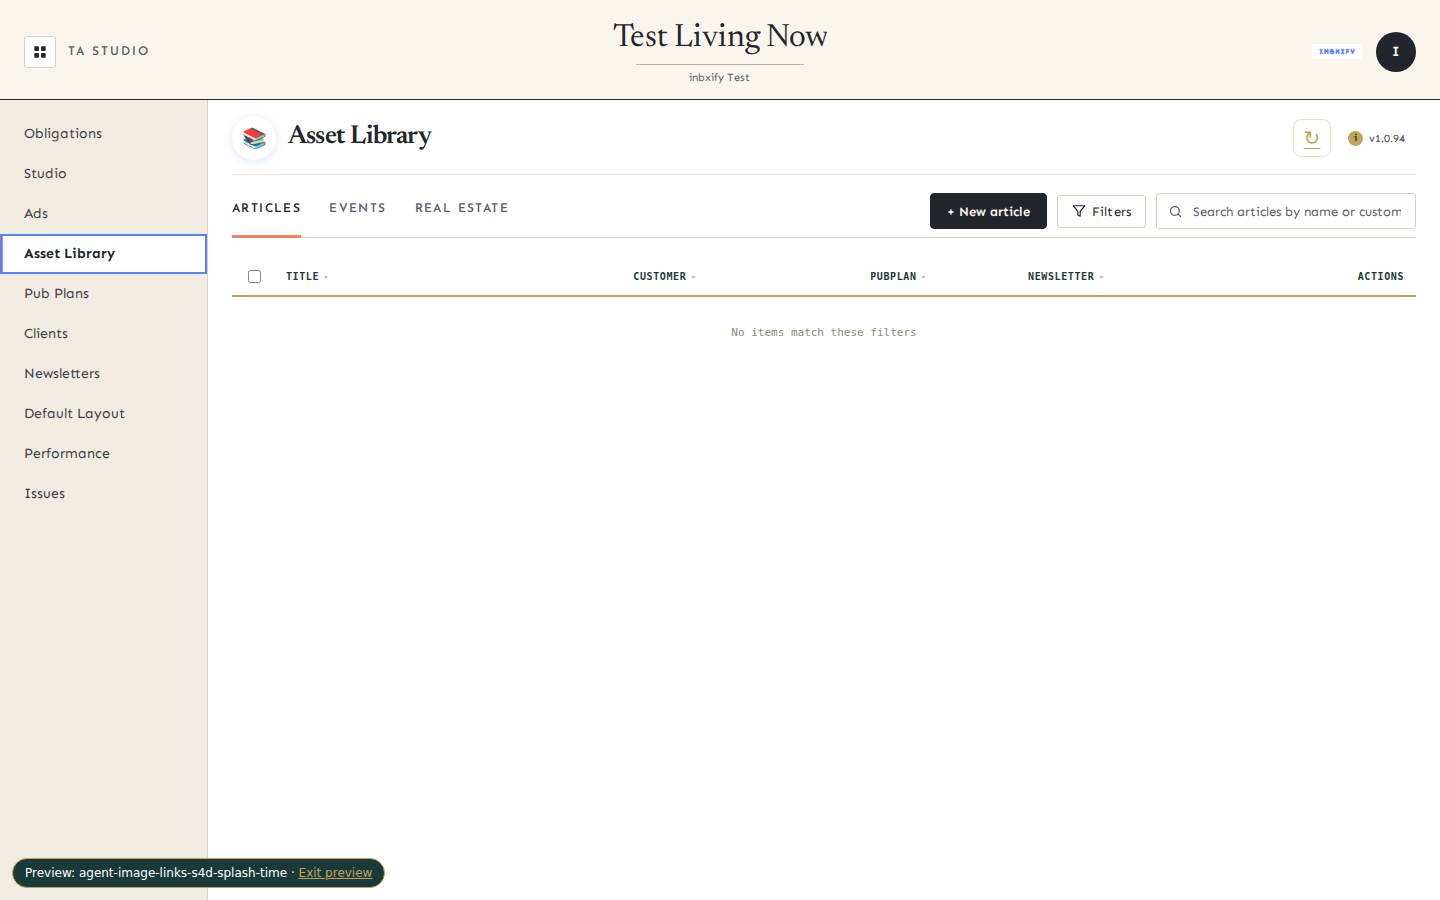 TA STUDIO
Test Living Now
inbxify Test
INBXIFY
I
Obligations
Studio
Ads
Asset Library
Pub Plans
Clients
Newsletters
Default Layout
Performance
Issues
Asset Library
↻
i v1.0.94
ARTICLES EVENTS REAL ESTATE
+ New article
Filters
Search articles by name or custom
TITLE CUSTOMER PUBPLAN NEWSLETTER ACTIONS
No items match these filters
Preview: agent-image-links-s4d-splash-time · Exit preview